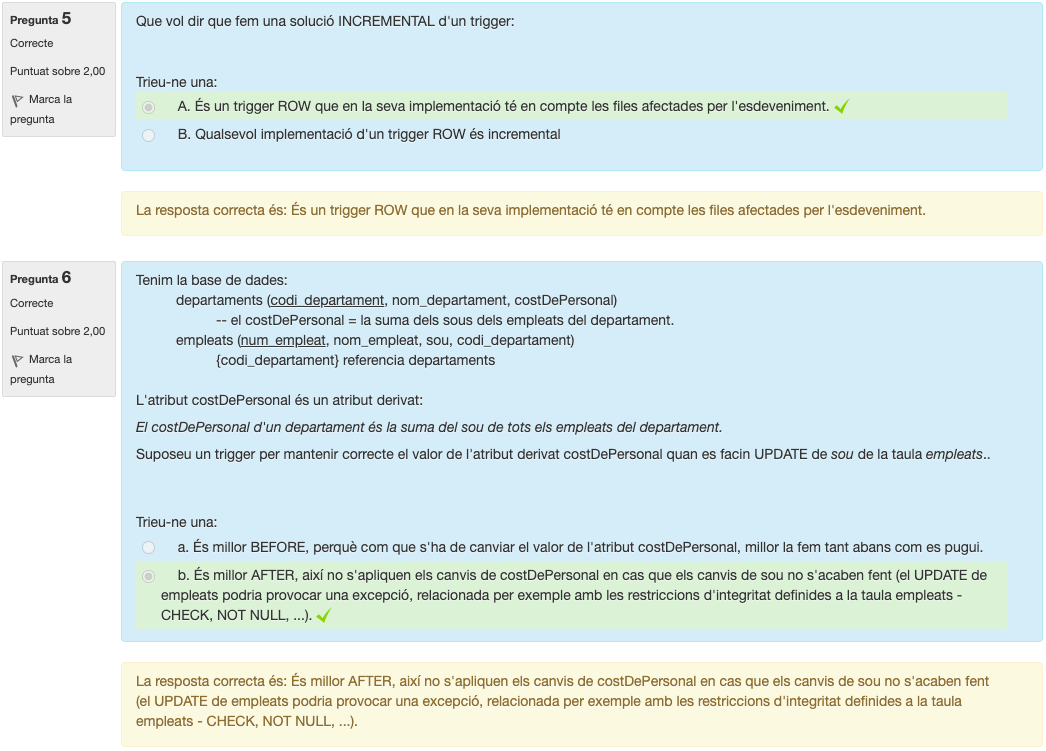 Pregunta 5
Correcte
Puntuat sobre 2,00
Marca la
pregunta
Que vol dir que fem una solució INCREMENTAL d'un trigger:
Trieu-ne una:
A. És un trigger ROW que en la seva implementació té en compte les files afectades per l'esdeveniment.
B. Qualsevol implementació d'un trigger ROW és incremental
La resposta correcta és: És un trigger ROW que en la seva implementació té en compte les files afectades per l'esdeveniment.
Pregunta 6
Correcte
Puntuat sobre 2,00
Marca la
pregunta
Tenim la base de dades:
departaments (codi_departament, nom_departament, costDePersonal)
-- el costDePersonal = la suma dels sous dels empleats del departament.
empleats (num_empleat, nom_empleat, sou, codi_departament)
{codi_departament} referencia departaments
L'atribut costDePersonal és un atribut derivat:
El costDePersonal d'un departament és la suma del sou de tots els empleats del departament.
Suposeu un trigger per mantenir correcte el valor de l'atribut derivat costDePersonal quan es facin UPDATE de sou de la taula empleats..
Trieu-ne una:
a. És millor BEFORE, perquè com que s'ha de canviar el valor de l'atribut costDePersonal, millor la fem tant abans com es pugui.
b. És millor AFTER, així no s'apliquen els canvis de costDePersonal en cas que els canvis de sou no s'acaben fent (el UPDATE de
empleats podria provocar una excepció, relacionada per exemple amb les restriccions d'integritat definides a la taula empleats -
CHECK, NOT NULL, ...).
La resposta correcta és: És millor AFTER, així no s'apliquen els canvis de costDePersonal en cas que els canvis de sou no s'acaben fent
(el UPDATE de empleats podria provocar una excepció, relacionada per exemple amb les restriccions d'integritat definides a la taula
empleats - CHECK, NOT NULL, ...).